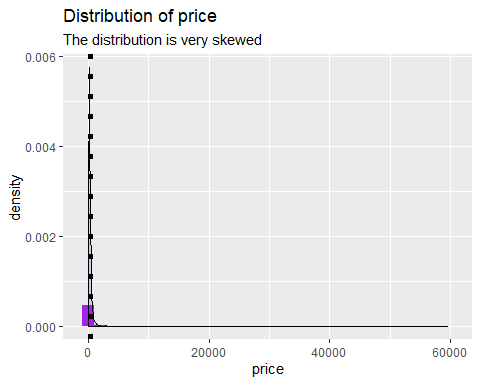 Distribution of price
The distribution is very skewed
0.006
0.004
0.002
0.000
density
0
20000
40000
60000
price